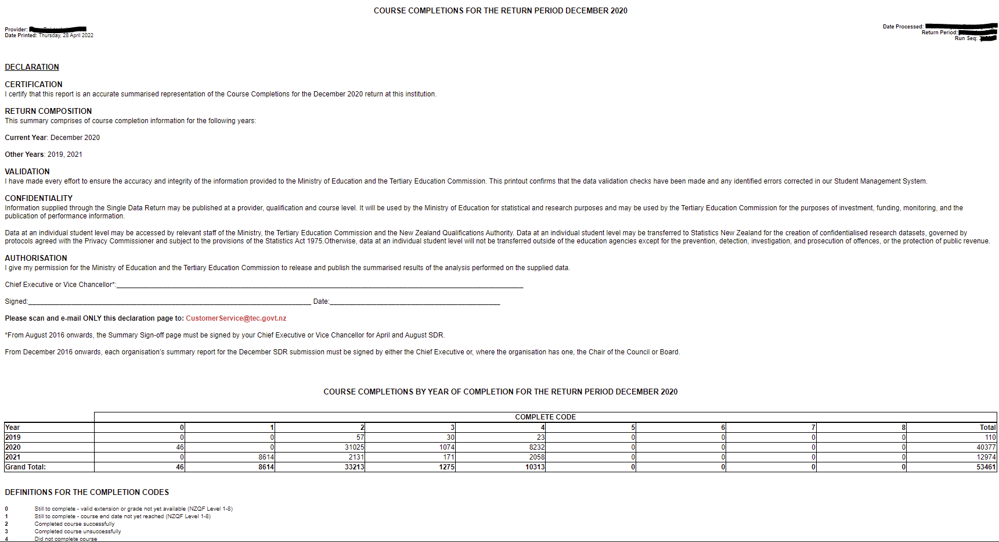 COURSE COMPLETIONS FOR THE RETURN PERIOD DECEMBER 2020
Provider:
Date Printed: Thursday, 28 April 2022
Date Processed:
Return Period:
Run Seq:
DECLARATION
CERTIFICATION
I certify that this report is an accurate summarised representation of the Course Completions for the December 2020 return at this institution.
RETURN COMPOSITION
This summary comprises of course completion information for the following years:
Current Year: December 2020
Other Years: 2019, 2021
VALIDATION
I have made every effort to ensure the accuracy and integrity of the information provided to the Ministry of Education and the Tertiary Education Commission. This printout confirms that the data validation checks have been made and any identified errors corrected in our Student Management System.
CONFIDENTIALITY
Information supplied through the Single Data Return may be published at a provider, qualification and course level. It will be used by the Ministry of Education for statistical and research purposes and may be used by the Tertiary Education Commission for the purposes of investment, funding, monitoring, and the
publication of performance information.
Data at an individual student level may be accessed by relevant staff of the Ministry, the Tertiary Education Commission and the New Zealand Qualifications Authority. Data at an individual student level may be transferred to Statistics New Zealand for the creation of confidentialised research datasets, governed by
protocols agreed with the Privacy Commissioner and subject to the provisions of the Statistics Act 1975.Otherwise, data at an individual student level will not be transferred outside of the education agencies except for the prevention, detection, investigation, and prosecution of offences, or the protection of public revenue.
AUTHORISATION
I give my permission for the Ministry of Education and the Tertiary Education Commission to release and publish the summarised results of the analysis performed on the supplied data.
Chief Executive or Vice Chancellor*:
Signed: Date:
Please scan and e-mail ONLY this declaration page to: CustomerService@tec.govt.nz
*From August 2016 onwards, the Summary Sign-off page must be signed by your Chief Executive or Vice Chancellor for April and August SDR.
From December 2016 onwards, each organisation's summary report for the December SDR submission must be signed by either the Chief Executive or, where the organisation has one, the Chair of the Council or Board.
COURSE COMPLETIONS BY YEAR OF COMPLETION FOR THE RETURN PERIOD DECEMBER 2020
COMPLETE CODE
Year 0 1 2 3 4 5 6 7 8 Total
2019 0 0 57 30 23 0 0 0 0 110
2020 46 0 31025 1074 8232 0 0 0 0 40377
2021 0 8614 2131 171 2058 0 0 0 0 12974
Grand Total: 46 8614 33213 1275 10313 0 0 0 0 53461
DEFINITIONS FOR THE COMPLETION CODES
0 Still to complete - valid extension or grade not yet available (NZQF Level 1-8)
1 Still to complete - course end date not yet reached (NZQF Level 1-8)
2 Completed course successfully
3 Completed course unsuccessfully
4 Did not complete course